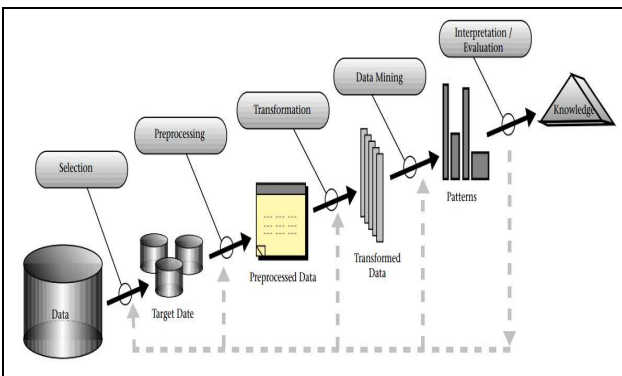 Interpretation /
Evaluation
Data Mining
Transformation
Knowledge
Preprocessing
Selection
Patterns
Transformed
Data
Preprocessed Data
Data
Target Date